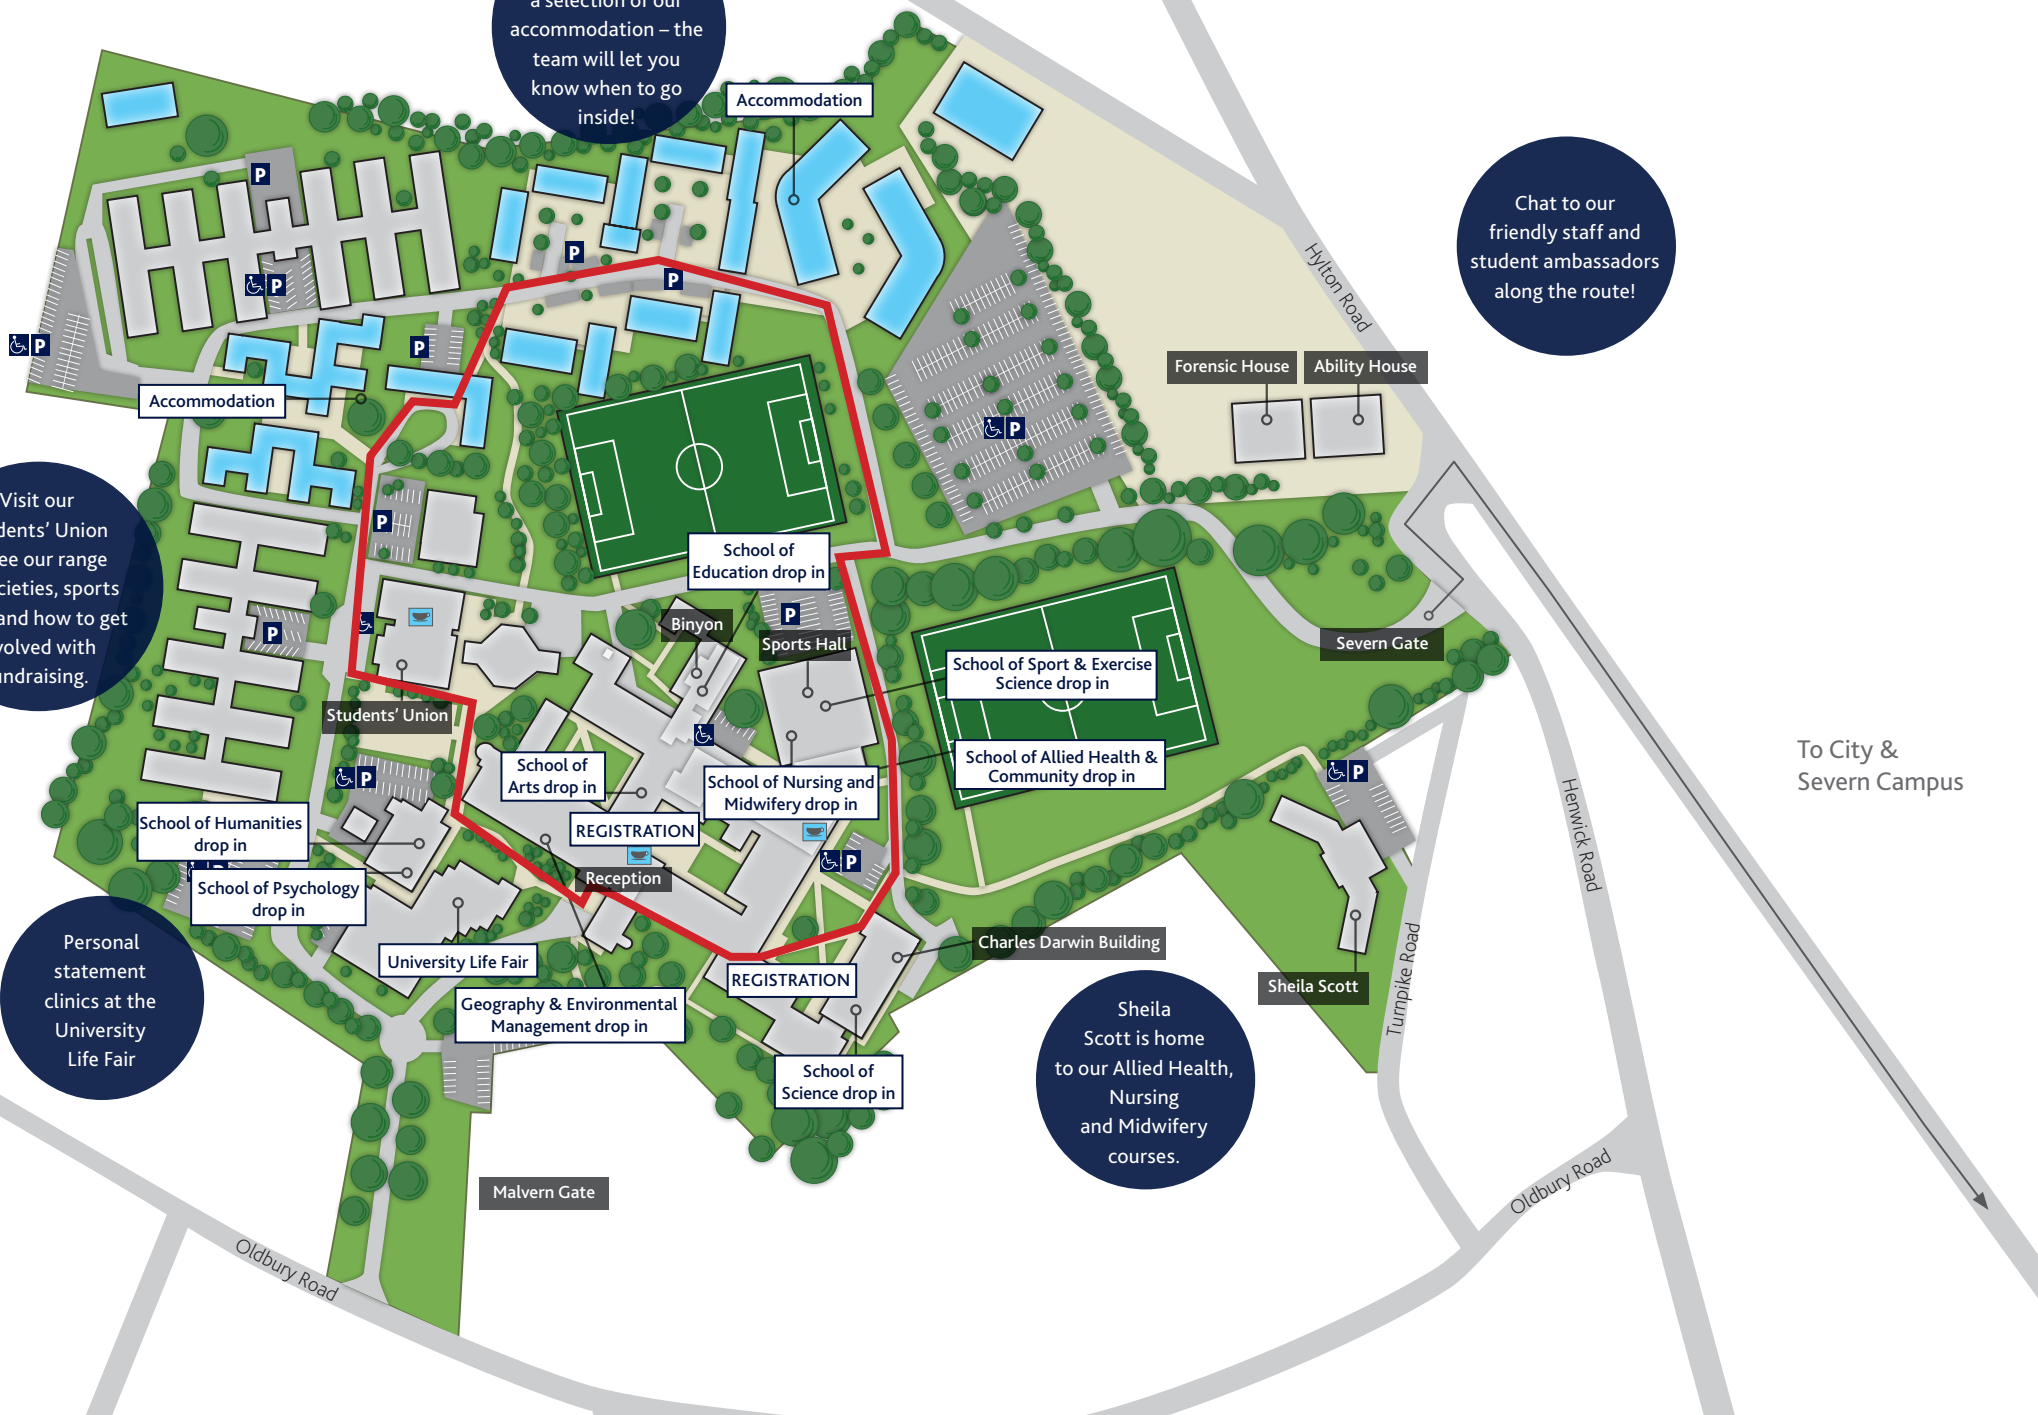 a selection of our
accommodation – the
team will let you
know when to go
inside!
Accommodation
P
Chat to our
friendly staff and
student ambassadors
along the route!
Hylton Road
P
P
P
P
P
P
Forensic House
Ability House
Accommodation
P
Visit our
dents’ Union
ee our range
cieties, sports
and how to get
volved with
undraising.
P
School of
Education drop in
P
P
Binyon
Sports Hall
Severn Gate
School of Sport & Exercise
Science drop in
Students’ Union
To City &
Severn Campus
School of
Arts drop in
School of Nursing and
Midwifery drop in
School of Allied Health &
Community drop in
P
P
Henwick Road
School of Humanities
drop in
REGISTRATION
P
Reception
School of Psychology
drop in
Personal
statement
clinics at the
University
Life Fair
University Life Fair
Charles Darwin Building
REGISTRATION
Sheila Scott
Turnpike Road
Geography & Environmental
Management drop in
Sheila
Scott is home
to our Allied Health,
Nursing
and Midwifery
courses.
School of
Science drop in
Malvern Gate
Oldbury Road
Oldbury Road